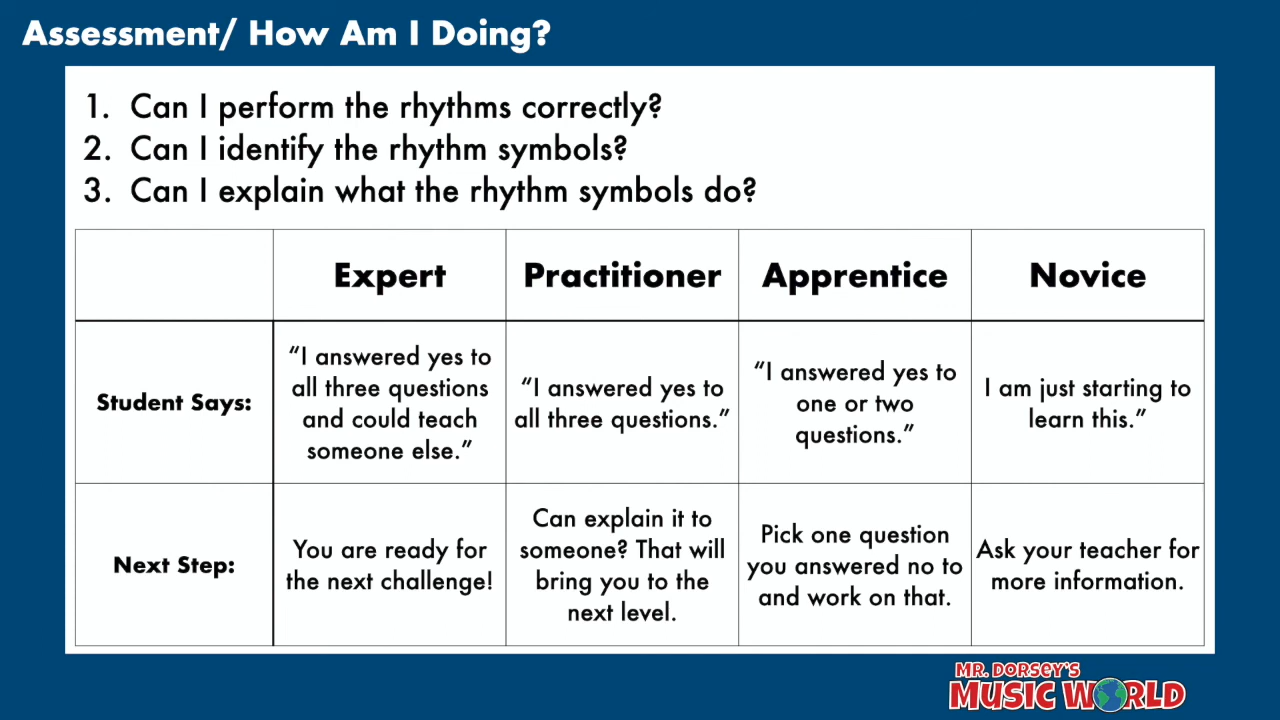 Assessment/ How Am I Doing?
1. Can I perform the rhythms correctly?
2. Can I identify the rhythm symbols?
3. Can I explain what the rhythm symbols do?
Expert
Practitioner
Apprentice
Novice
Student Says:
“I answered yes to
all three questions
and could teach
someone else.”
“I answered yes to
all three questions.”
“I answered yes to
one or two
questions.”
I am just starting to
learn this.”
Next Step:
You are ready for
the next challenge!
Can explain it to
someone? That will
bring you to the
next level.
Pick one question
you answered no to
and work on that.
Ask your teacher for
more information.
MR. DORSEY'S
MUSIC WORLD